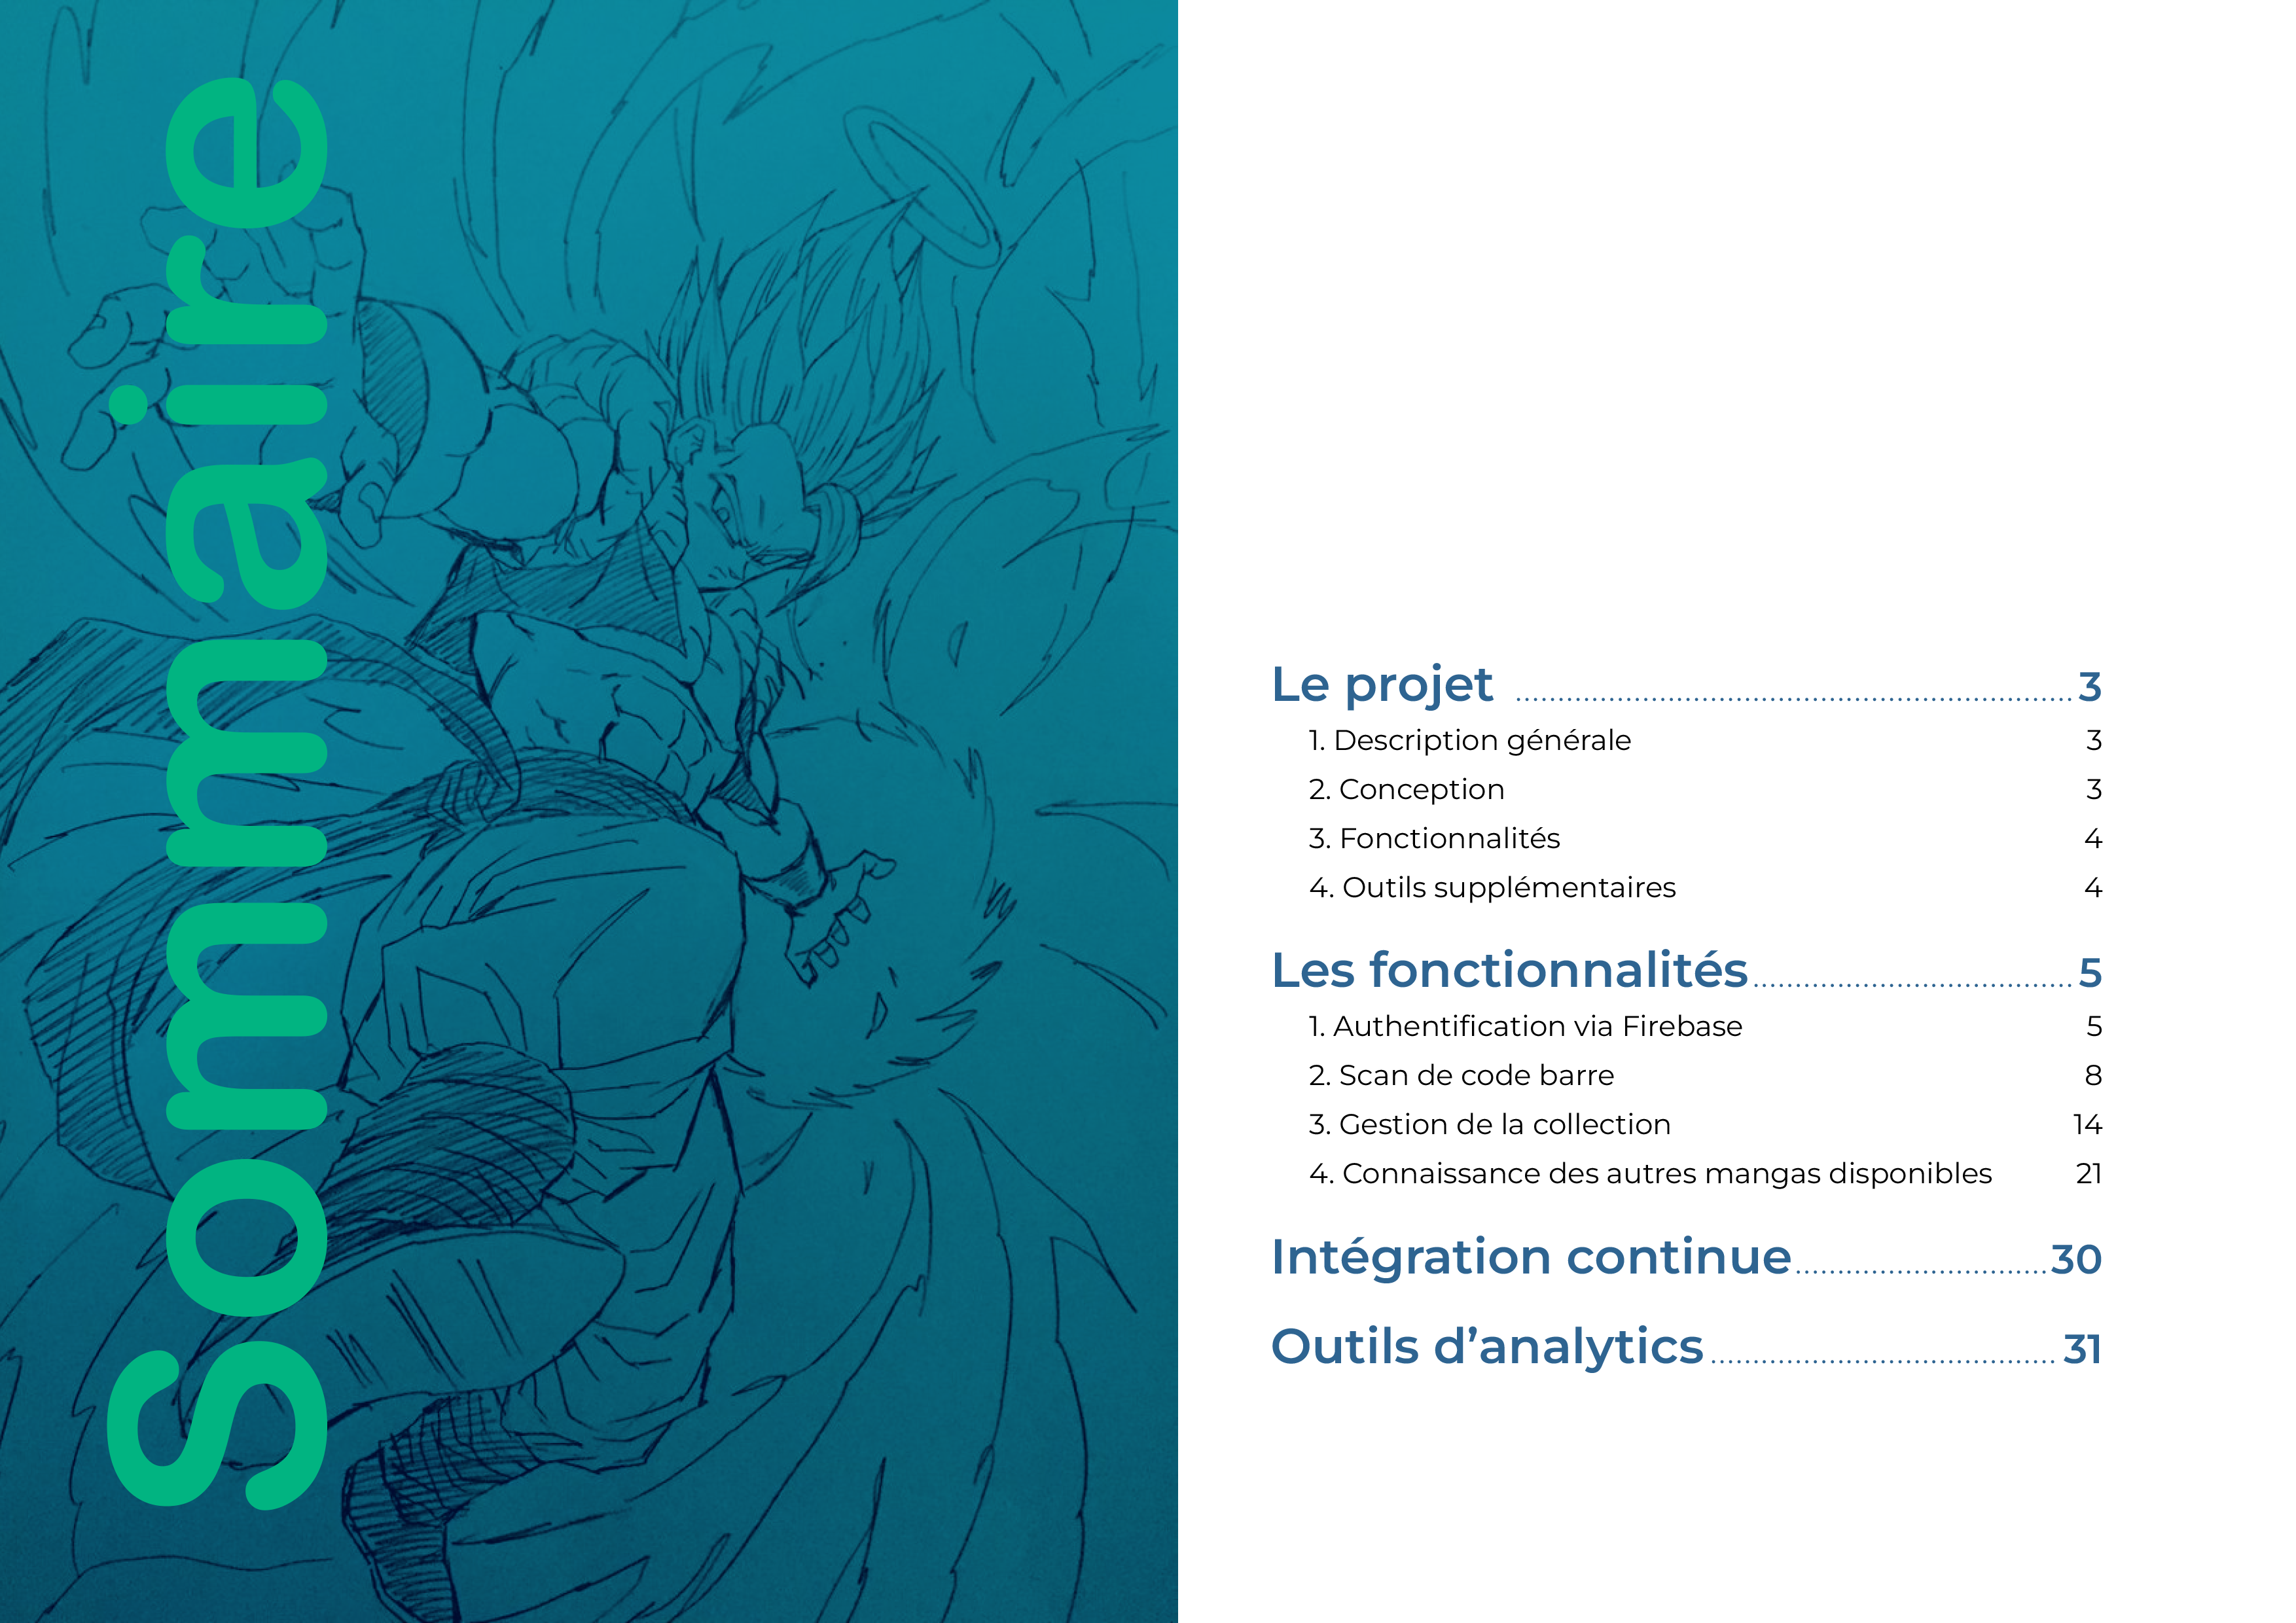 Sommaire
Le projet ........................................ 3
1. Description générale 3
2. Conception 3
3. Fonctionnalités 4
4. Outils supplémentaires 4
Les fonctionnalités ........................................ 5
1. Authentification via Firebase 5
2. Scan de code barre 8
3. Gestion de la collection 14
4. Connaissance des autres mangas disponibles 21
Intégration continue ........................................ 30
Outils d’analytics ........................................ 31